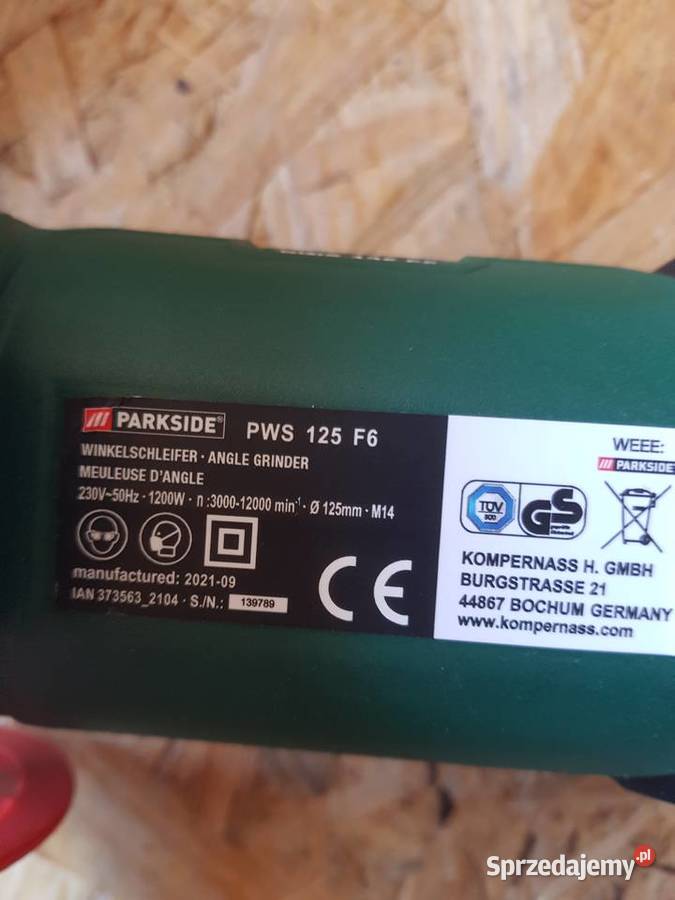 PARKSIDE® PWS 125 F6
WINKELSCHLEIFER · ANGLE GRINDER
MEULEUSE D'ANGLE
230V~50Hz · 1200W · n :3000-12000 min⁻¹ · Ø 125mm · M14
manufactured: 2021-09
IAN 373563_2104 · S./N.: 139789
CE
WEEE:
PARKSIDE
TÜV
SÜD
GS
KOMPERNASS H. GMBH
BURGSTRASSE 21
44867 BOCHUM GERMANY
www.kompernass.com
Sprzedajemy.pl